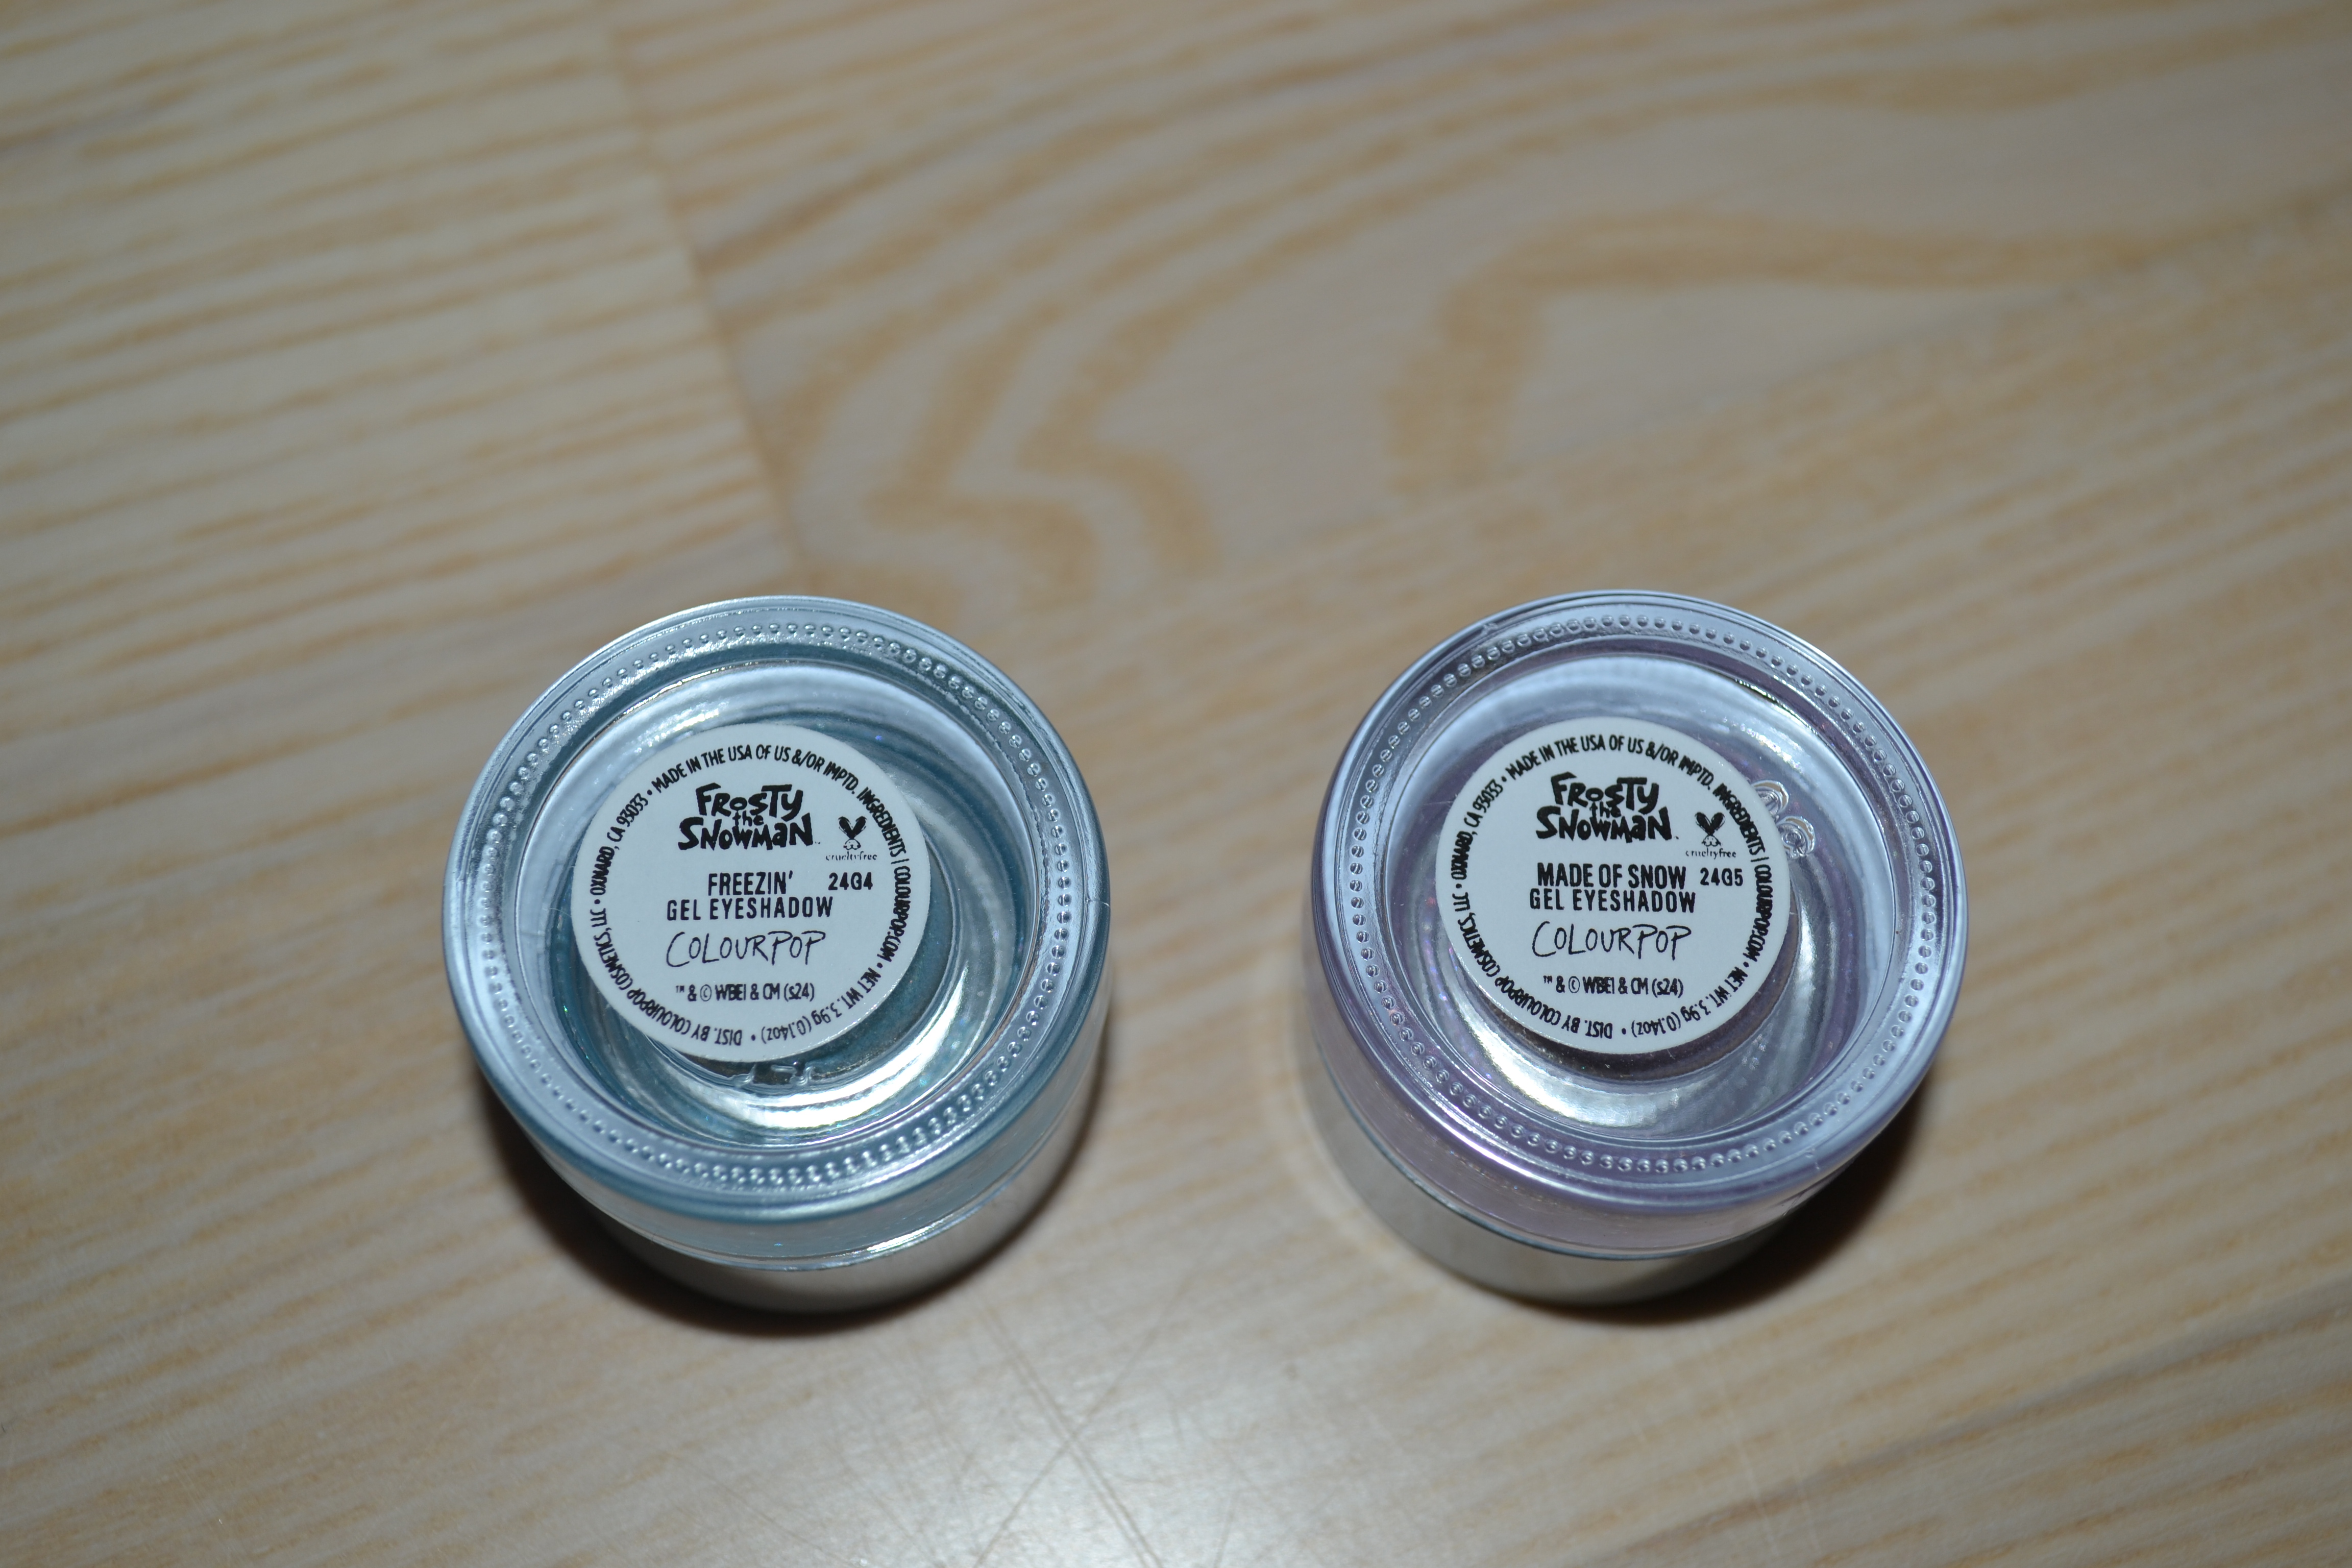 FROSTY
the
SNOWMAN™
crueltyfree
FREEZIN' 24G4
GEL EYESHADOW
COLOURPOP
™ & © WBEI & CM (s24)
MADE IN THE USA OF US &/OR IMPTD. INGREDIENTS | COLOURPOP.COM • NET WT. 3.9g (0.14oz) • DIST. BY COLOURPOP COSMETICS, LLC • OXNARD, CA 93033 •
FROSTY
the
SNOWMAN™
crueltyfree
MADE OF SNOW 24G5
GEL EYESHADOW
COLOURPOP
™ & © WBEI & CM (s24)
MADE IN THE USA OF US &/OR IMPTD. INGREDIENTS | COLOURPOP.COM • NET WT. 3.9g (0.14oz) • DIST. BY COLOURPOP COSMETICS, LLC • OXNARD, CA 93033 •